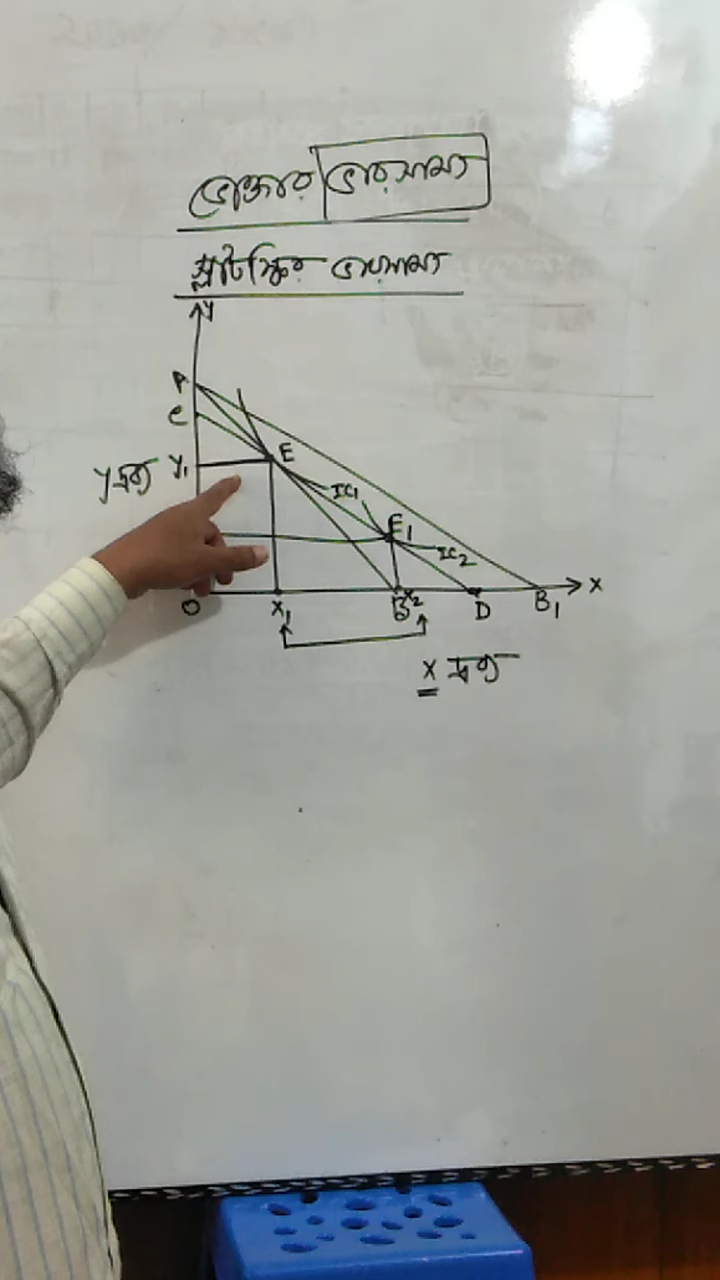 ভোক্তার ভারসাম্য
স্লাটস্কির ভারসাম্য
Y
A
C
E
Y দ্রব্য Y₁
IC₁
E₁
IC₂
O X₁ B X₂ D B₁ X
X দ্রব্য